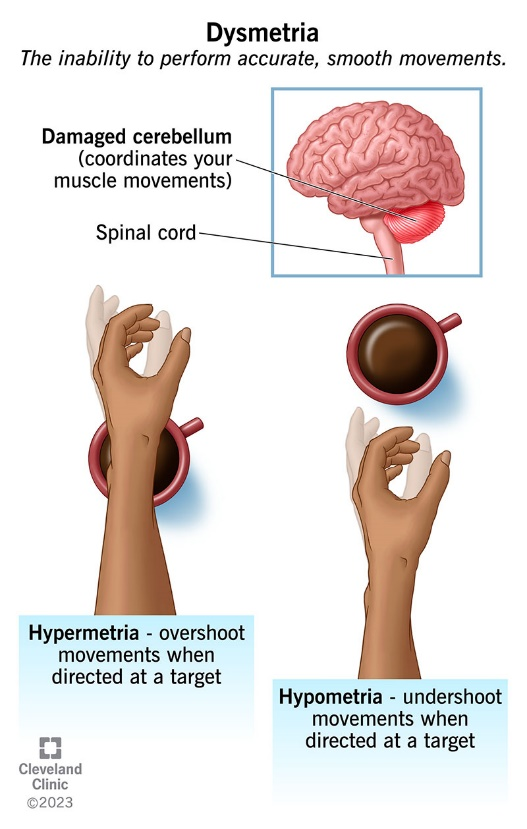 Dysmetria
The inability to perform accurate, smooth movements.
Damaged cerebellum
(coordinates your
muscle movements)
Spinal cord
Hypermetria - overshoot
movements when
directed at a target
Hypometria - undershoot
movements when
directed at a target
Cleveland
Clinic
©2023